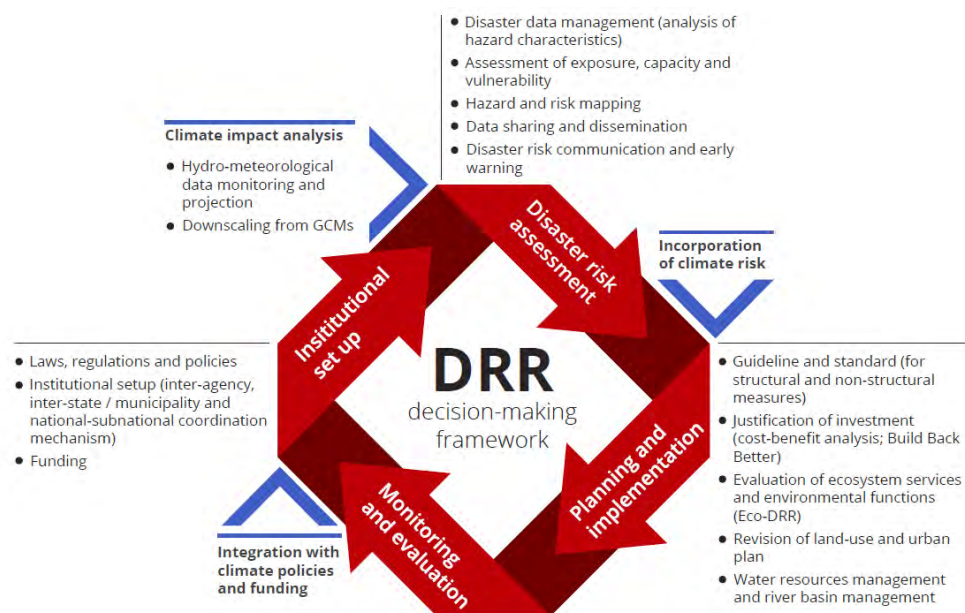 ● Disaster data management (analysis of
hazard characteristics)
● Assessment of exposure, capacity and
vulnerability
● Hazard and risk mapping
● Data sharing and dissemination
● Disaster risk communication and early
warning
Climate impact analysis
● Hydro-meteorological
data monitoring and
projection
● Downscaling from GCMs
Disaster risk
assessment
Incorporation
of climate risk
Insititutional
set up
● Laws, regulations and policies
● Institutional setup (inter-agency,
inter-state / municipality and
national-subnational coordination
mechanism)
● Funding
DRR
decision-making
framework
● Guideline and standard (for
structural and non-structural
measures)
● Justification of investment
(cost-benefit analysis; Build Back
Better)
● Evaluation of ecosystem services
and environmental functions
(Eco-DRR)
● Revision of land-use and urban
plan
● Water resources management
and river basin management
Planning and
implementation
Monitoring
and evaluation
Integration with
climate policies
and funding